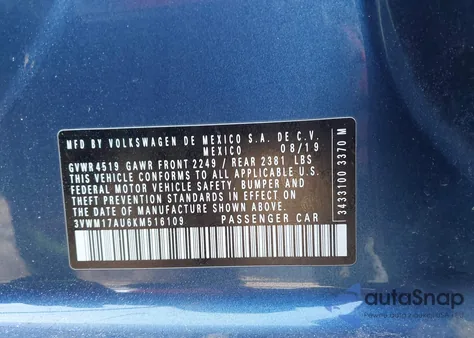 MFD BY VOLKSWAGEN DE MEXICO S.A. DE C.V.
MEXICO 08/19
GVWR4519 GAWR FRONT 2249 / REAR 2381 LBS
THIS VEHICLE CONFORMS TO ALL APPLICABLE U.S.
FEDERAL MOTOR VEHICLE SAFETY, BUMPER AND
THEFT PREVENTION STANDARDS IN EFFECT ON THE
DATE OF MANUFACTURE SHOWN ABOVE
3VWM17AU6KM516109 PASSENGER CAR
3433100 3370 M
autoSnap